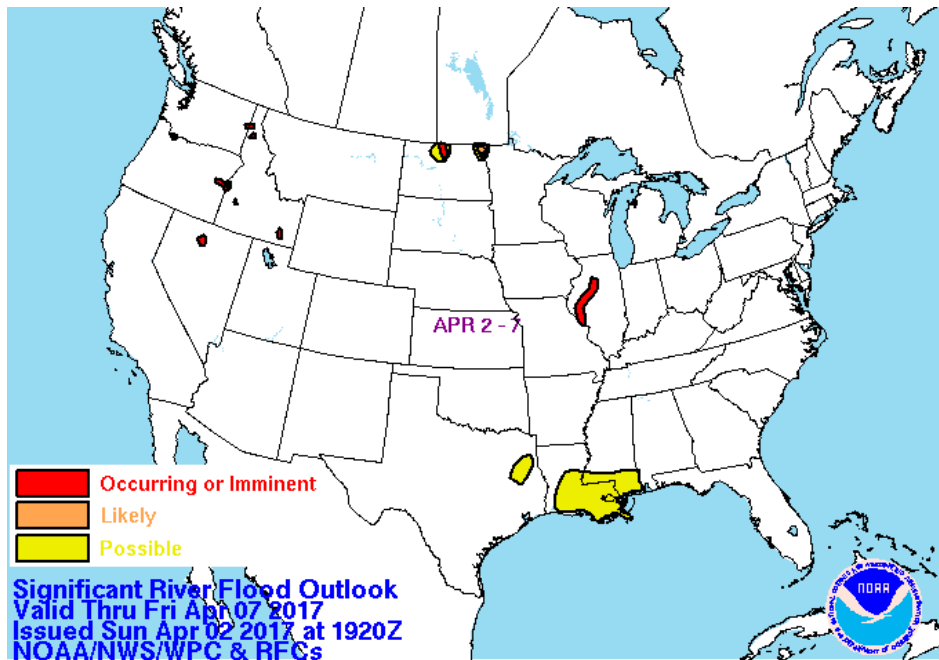 APR 2 - 7
Occurring or Imminent
Likely
Possible
Significant River Flood Outlook
Valid Thru Fri Apr 07 2017
Issued Sun Apr 02 2017 at 1920Z
NOAA/NWS/WPC & RFCs
NOAA